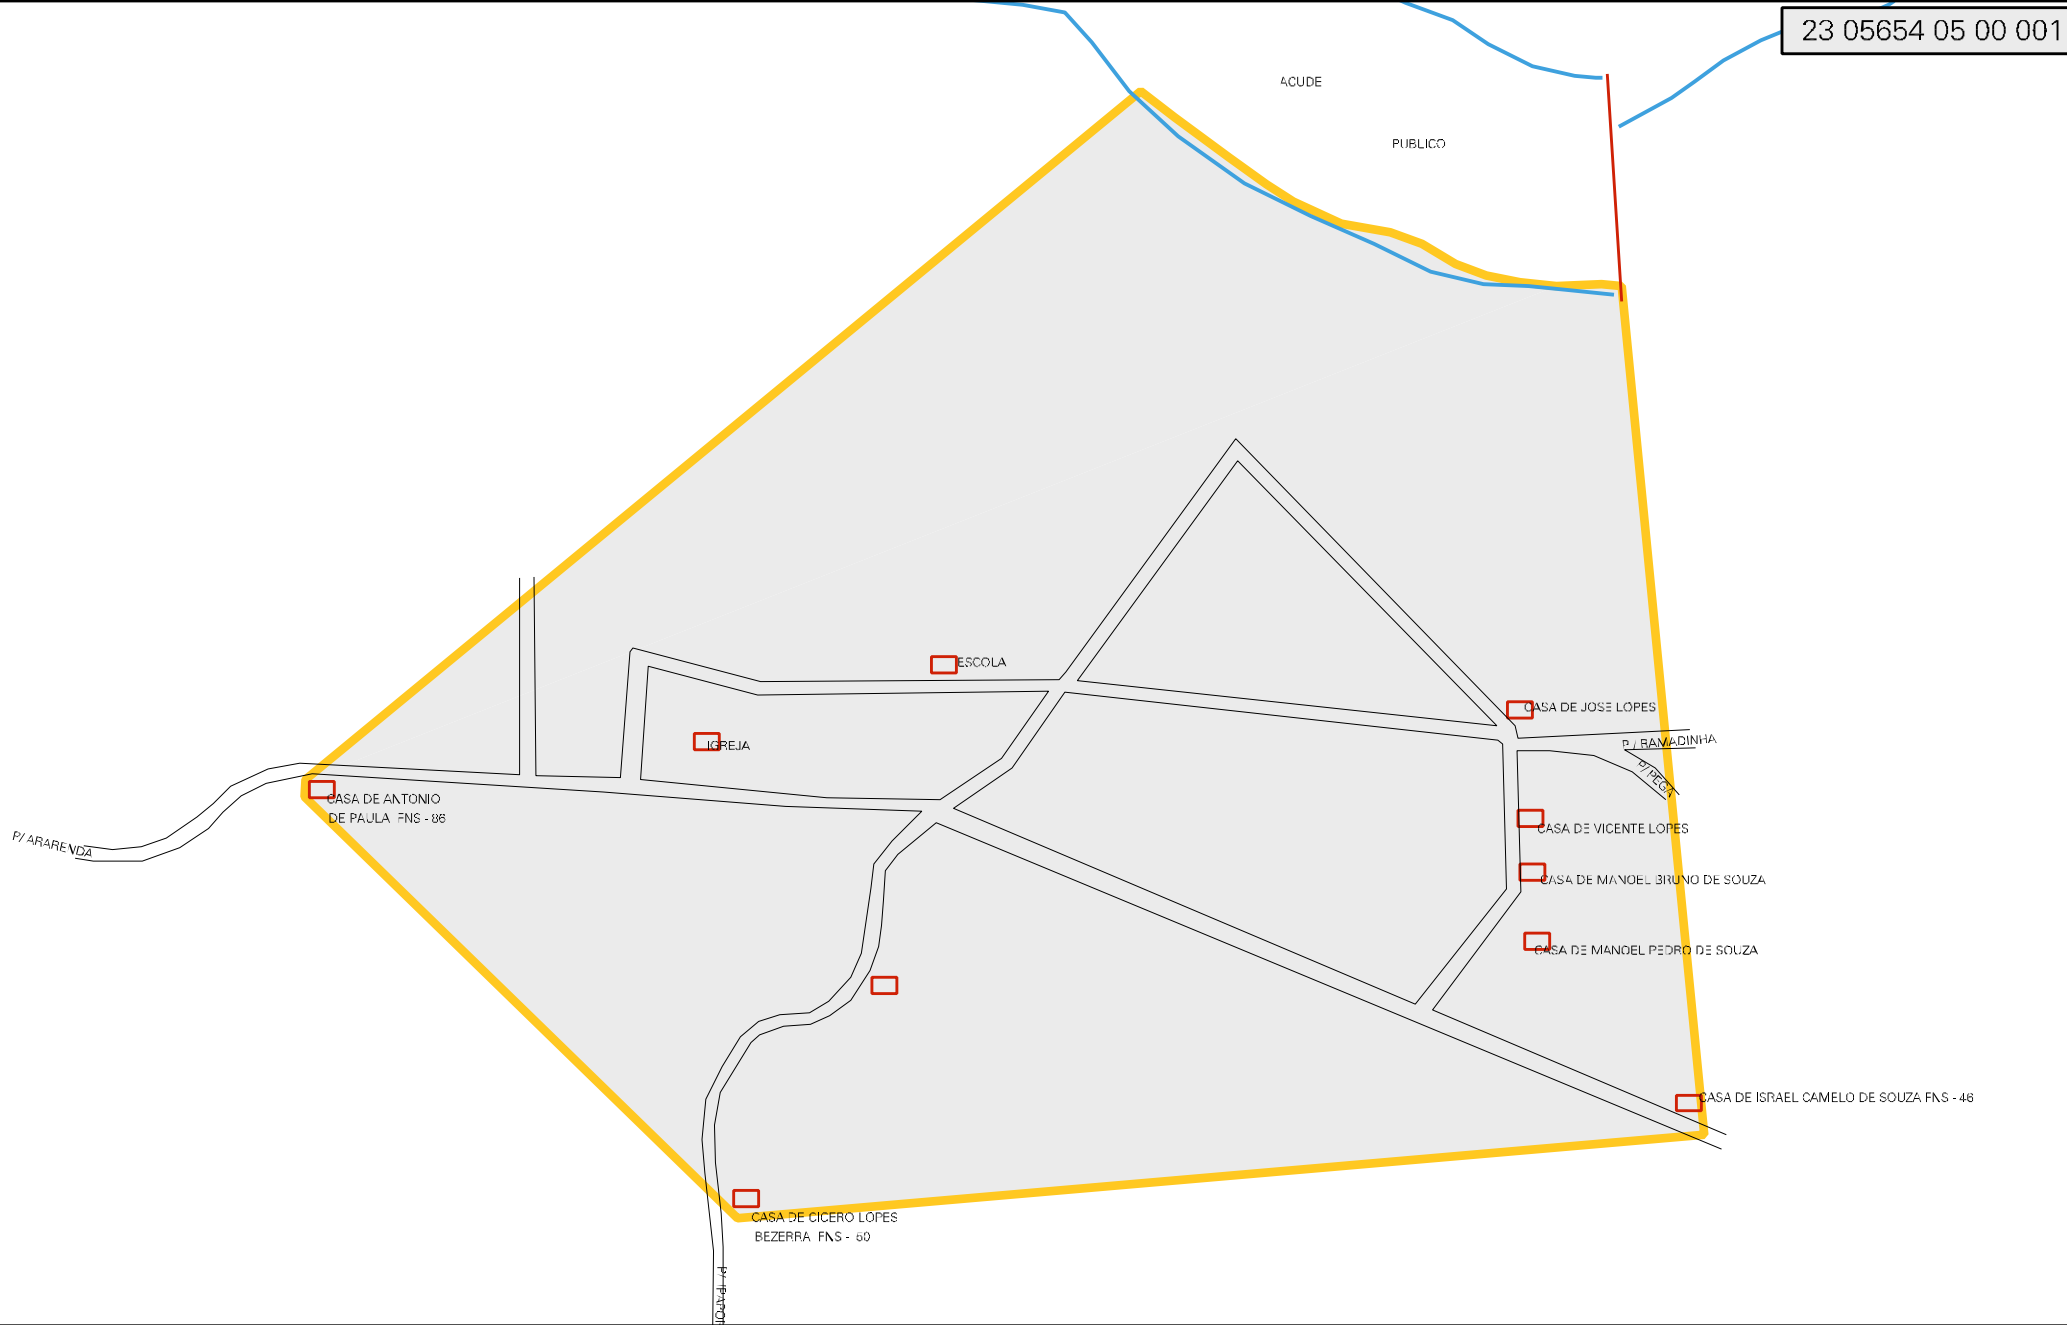 23 05654 05 00 001
ACUDE
PUBLICO
ESCOLA
CASA DE JOSE LOPES
P / RAMADINHA
IGREJA
P/ PEGA
CASA DE ANTONIO
DE PAULA FNS - 86
CASA DE VICENTE LOPES
P/ ARARENDA
CASA DE MANOEL BRUNO DE SOUZA
CASA DE MANOEL PEDRO DE SOUZA
CASA DE ISRAEL CAMELO DE SOUZA FNS - 46
CASA DE CICERO LOPES
BEZERRA FNS - 60
P/